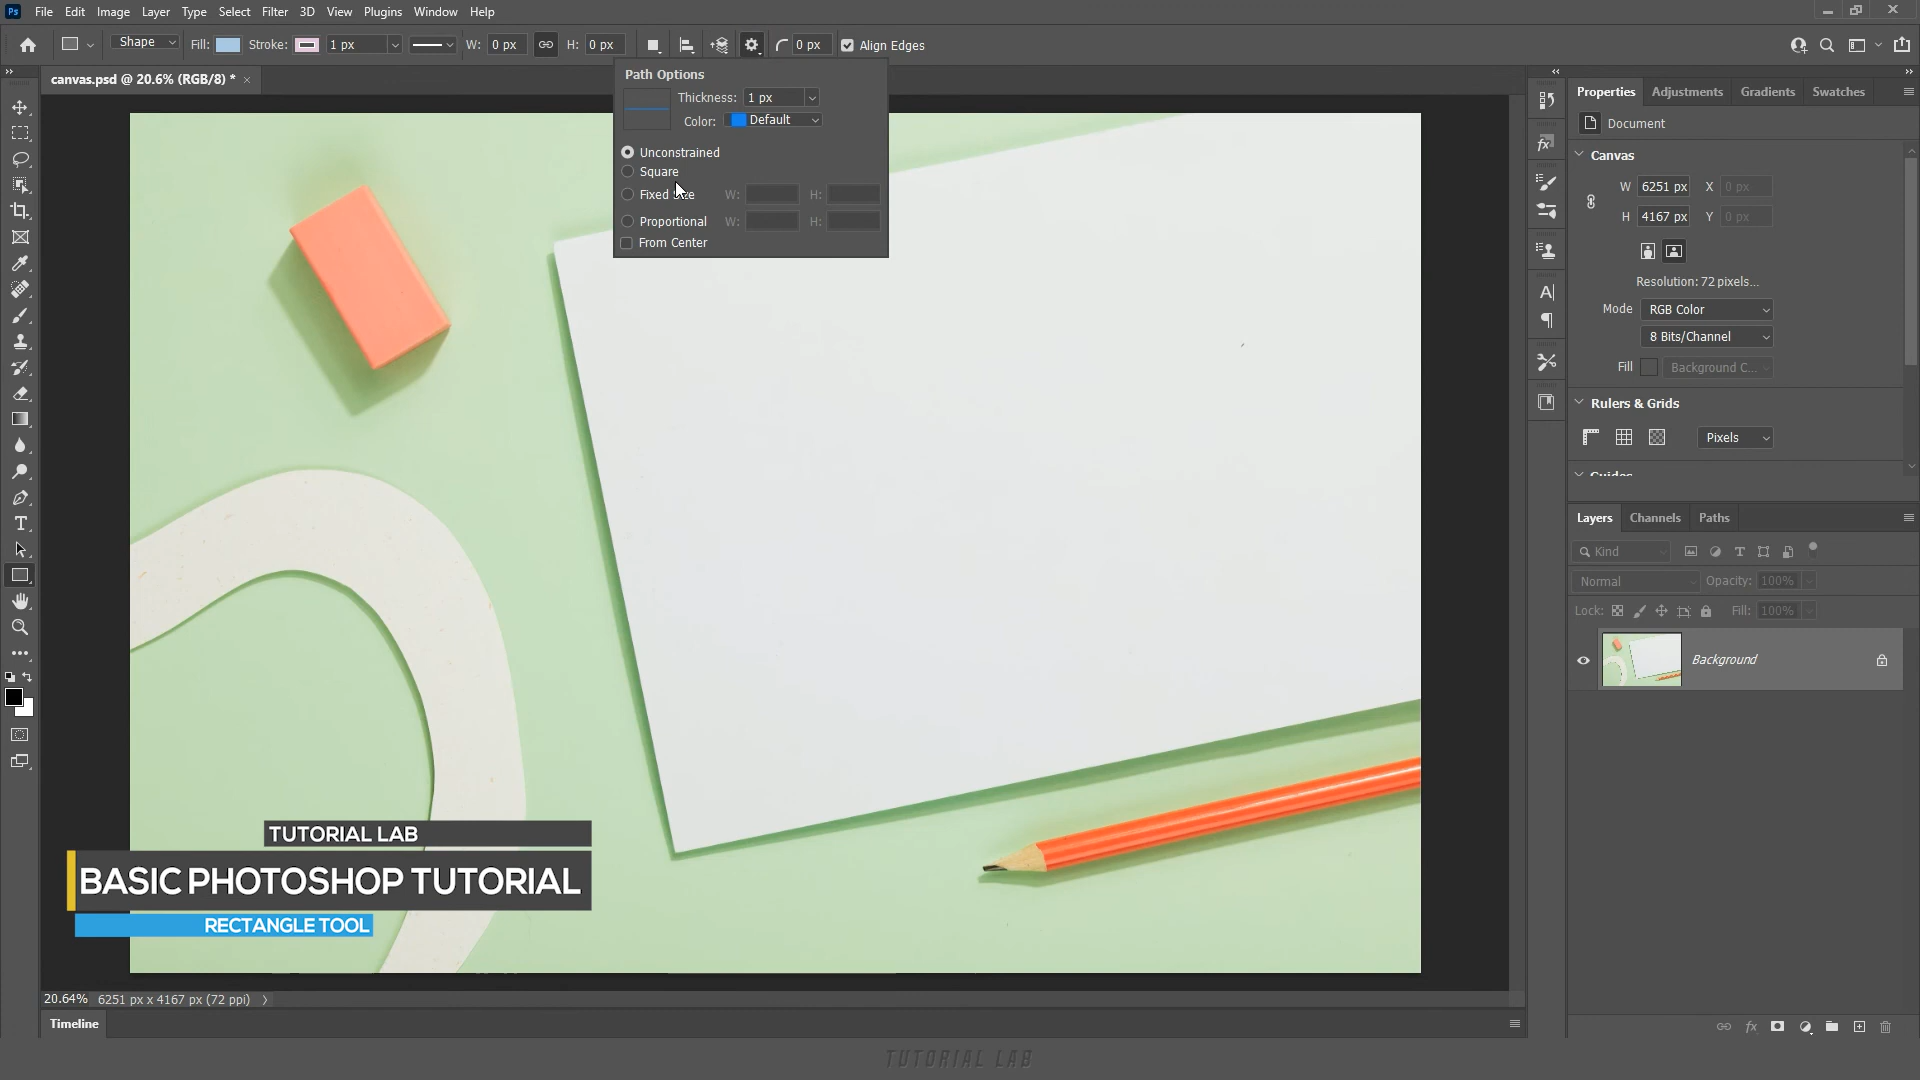 Ps File Edit Image Layer Type Select Filter 3D View Plugins Window Help
Shape Fill: Stroke: 1 px W: 0 px H: 0 px 0 px Align Edges
canvas.psd @ 20.6% (RGB/8) *
Path Options
Thickness: 1 px
Color: Default
Unconstrained
Square
Fixed Size W: H:
Proportional W: H:
From Center
Properties Adjustments Gradients Swatches
Document
Canvas
W 6251 px X 0 px
H 4167 px Y 0 px
Resolution: 72 pixels...
Mode RGB Color
8 Bits/Channel
Fill Background C...
Rulers & Grids
Pixels
Guides
Layers Channels Paths
Kind
Normal Opacity: 100%
Lock: Fill: 100%
Background
TUTORIAL LAB
BASIC PHOTOSHOP TUTORIAL
RECTANGLE TOOL
20.64% 6251 px x 4167 px (72 ppi)
Timeline
TUTORIAL LAB